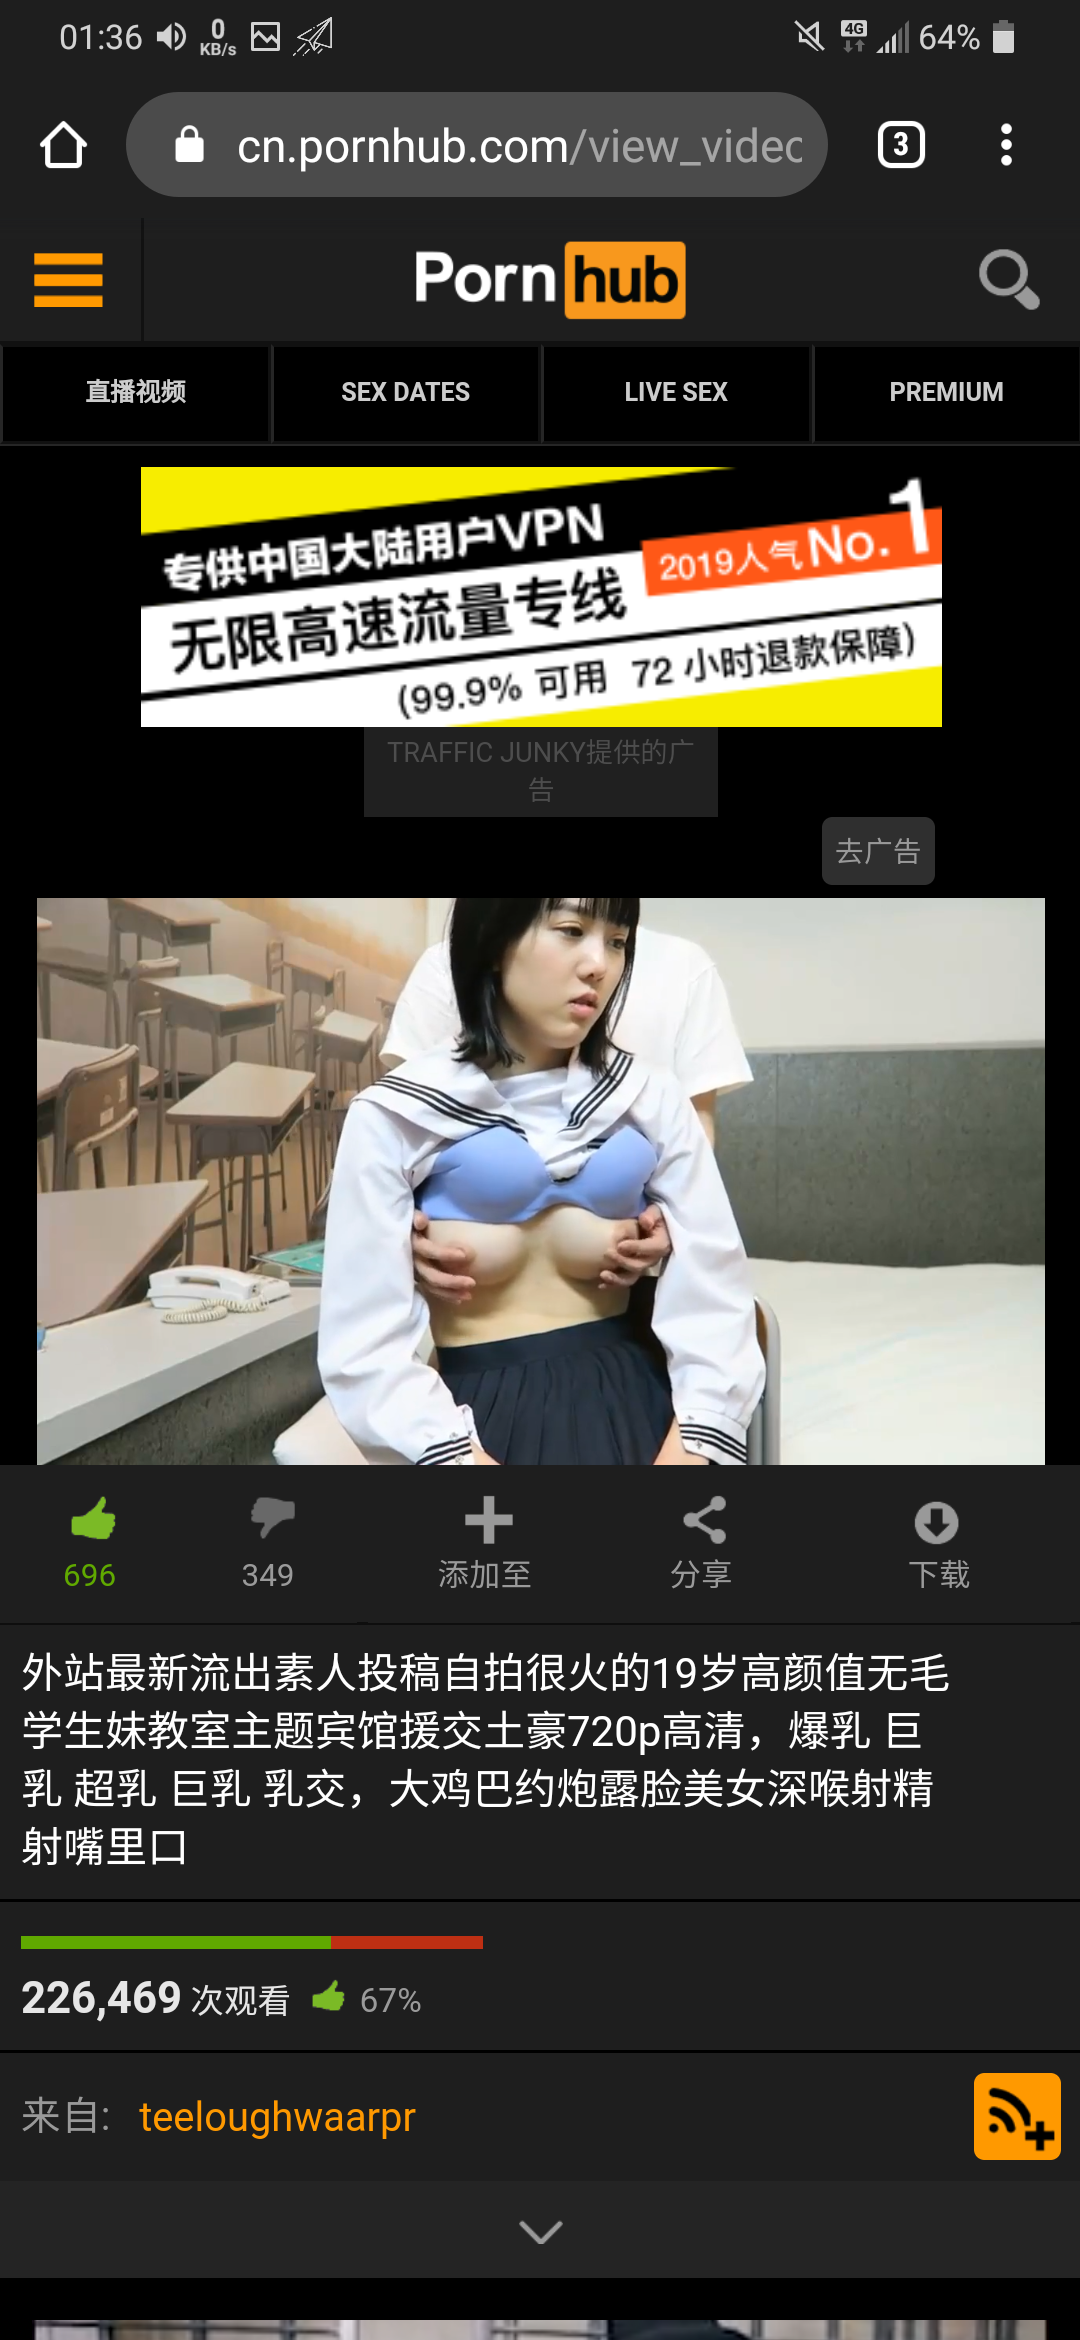 01:36 0 KB/s 4G 64%
cn.pornhub.com/view_video 3
Porn hub
直播视频 SEX DATES LIVE SEX PREMIUM
专供中国大陆用户VPN
2019人气 No.1
无限高速流量专线
(99.9% 可用 72 小时退款保障)
TRAFFIC JUNKY提供的广
告
去广告
696 349 添加至 分享 下载
外站最新流出素人投稿自拍很火的19岁高颜值无毛
学生妹教室主题宾馆援交土豪720p高清，爆乳 巨
乳 超乳 巨乳 乳交，大鸡巴约炮露脸美女深喉射精
射嘴里口
226,469 次观看 67%
来自: teeloughwaarpr